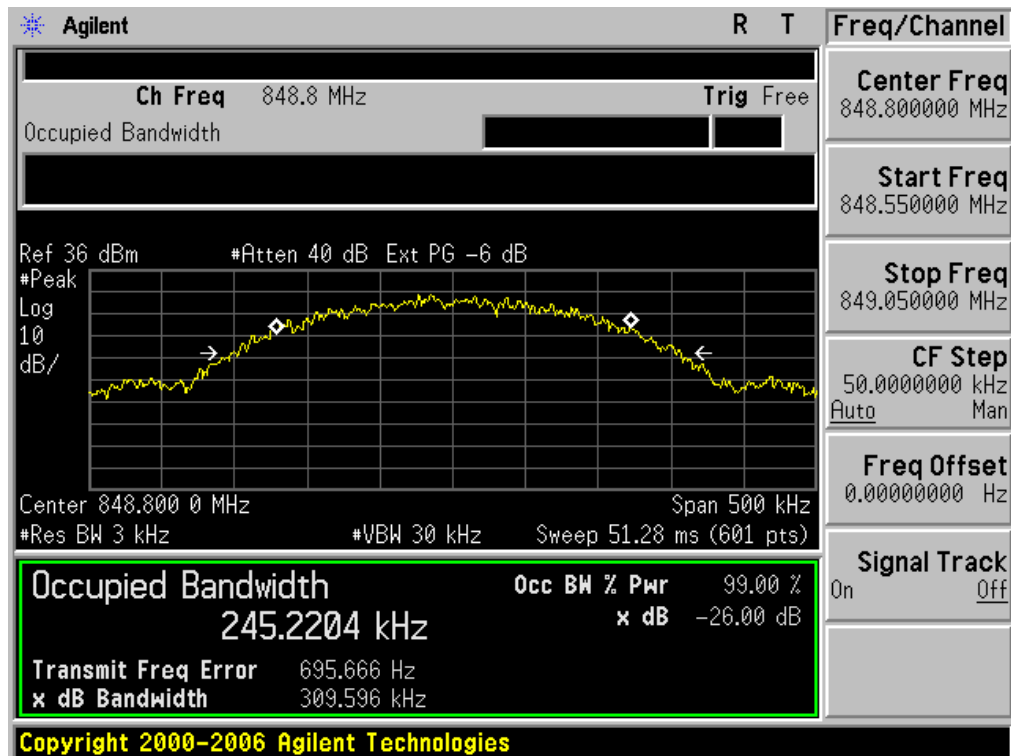 Agilent R T
Ch Freq 848.8 MHz Trig Free
Occupied Bandwidth
Ref 36 dBm #Atten 40 dB Ext PG -6 dB
#Peak
Log
10
dB/
Center 848.800 0 MHz Span 500 kHz
#Res BW 3 kHz #VBW 30 kHz Sweep 51.28 ms (601 pts)
Occupied Bandwidth Occ BW % Pwr 99.00 %
245.2204 kHz x dB -26.00 dB
Transmit Freq Error 695.666 Hz
x dB Bandwidth 309.596 kHz
Copyright 2000-2006 Agilent Technologies
Freq/Channel
Center Freq
848.800000 MHz
Start Freq
848.550000 MHz
Stop Freq
849.050000 MHz
CF Step
50.0000000 kHz
Auto Man
Freq Offset
0.00000000 Hz
Signal Track
On Off